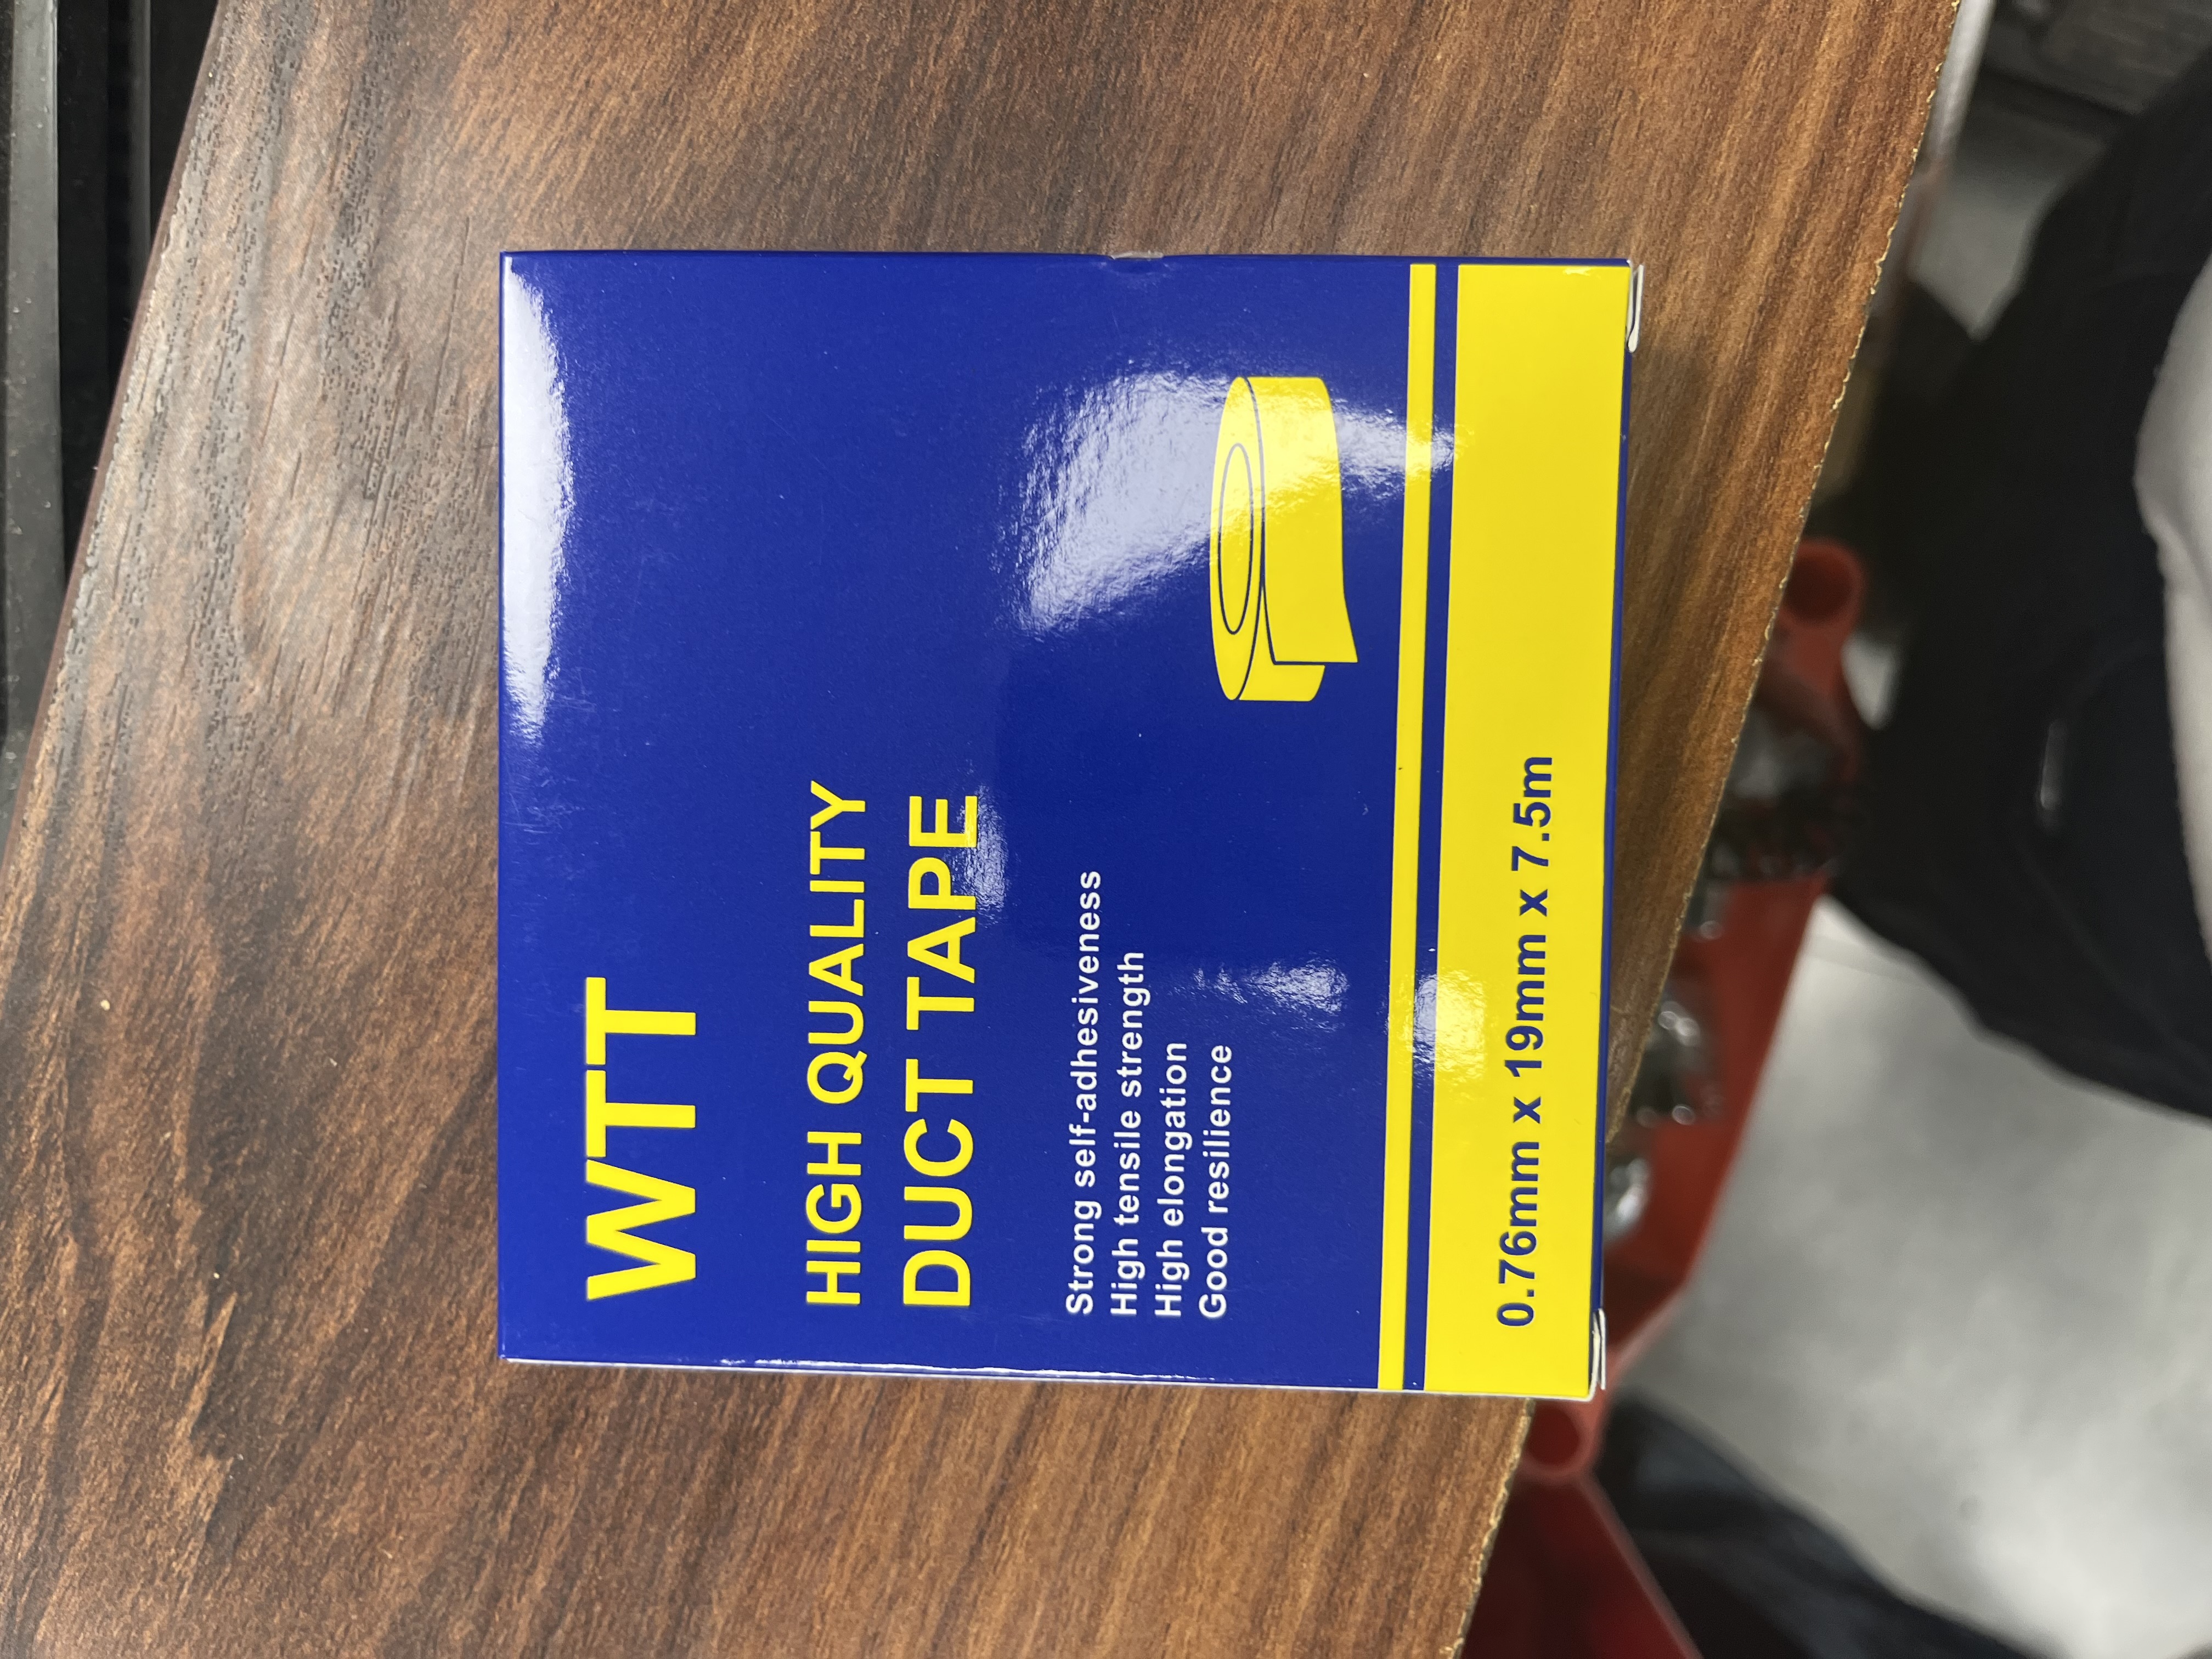 WTT
HIGH QUALITY
DUCT TAPE
Strong self-adhesiveness
High tensile strength
High elongation
Good resilience
0.76mm x 19mm x 7.5m